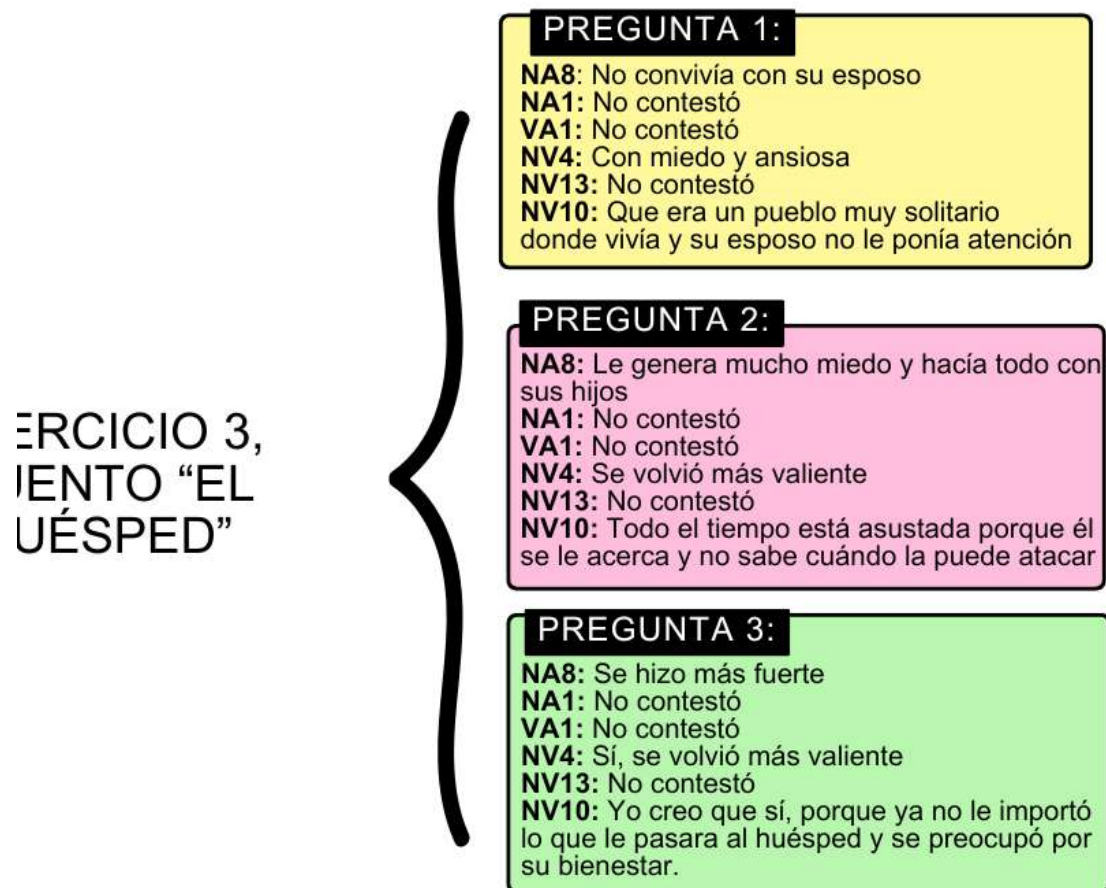 ERCICIO 3,
UENTO “EL
UÉSPED”
PREGUNTA 1:
NA8: No convivía con su esposo
NA1: No contestó
VA1: No contestó
NV4: Con miedo y ansiosa
NV13: No contestó
NV10: Que era un pueblo muy solitario
donde vivía y su esposo no le ponía atención
PREGUNTA 2:
NA8: Le genera mucho miedo y hacía todo con
sus hijos
NA1: No contestó
VA1: No contestó
NV4: Se volvió más valiente
NV13: No contestó
NV10: Todo el tiempo está asustada porque él
se le acerca y no sabe cuándo la puede atacar
PREGUNTA 3:
NA8: Se hizo más fuerte
NA1: No contestó
VA1: No contestó
NV4: Sí, se volvió más valiente
NV13: No contestó
NV10: Yo creo que sí, porque ya no le importó
lo que le pasara al huésped y se preocupó por
su bienestar.